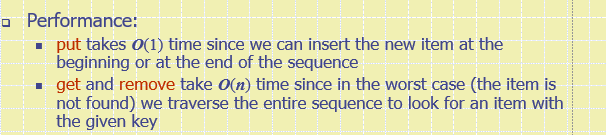 Performance:
put takes O(1) time since we can insert the new item at the
beginning or at the end of the sequence
get and remove take O(n) time since in the worst case (the item is
not found) we traverse the entire sequence to look for an item with
the given key